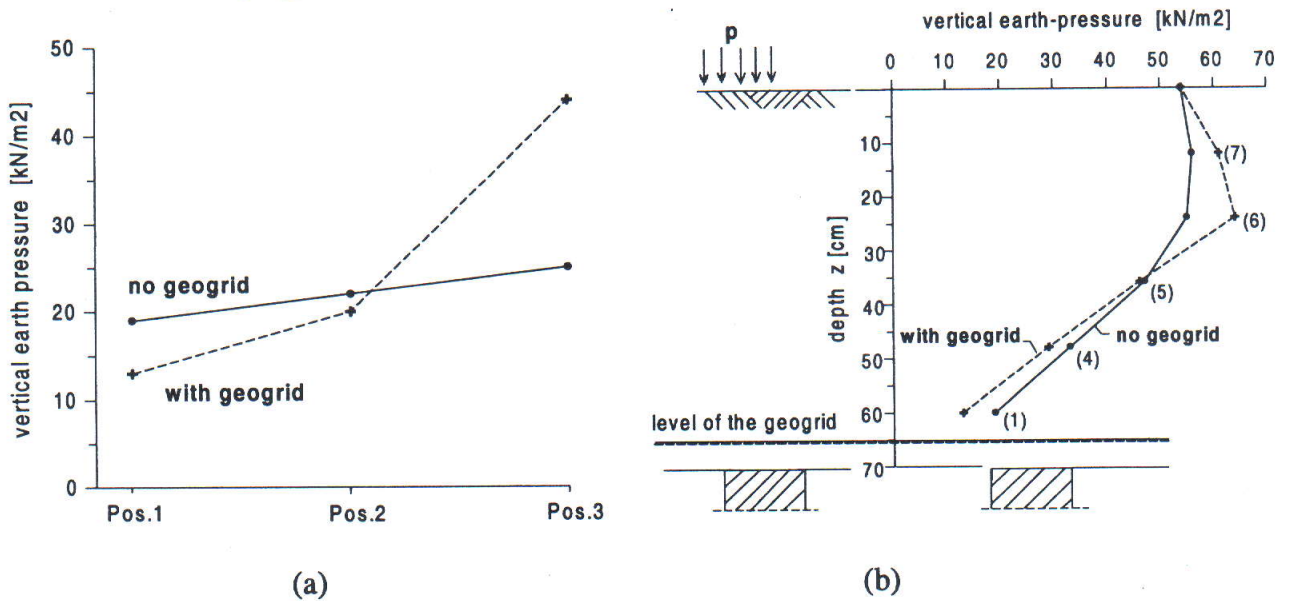 vertical earth pressure [kN/m2]
50
40
30
20
10
0
no geogrid
with geogrid
Pos.1
Pos.2
Pos.3
(a)
vertical earth-pressure [kN/m2]
0 10 20 30 40 50 60 70
p
depth z [cm]
10
20
30
40
50
60
70
(7)
(6)
(5)
with geogrid
no geogrid
(4)
(1)
level of the geogrid
(b)